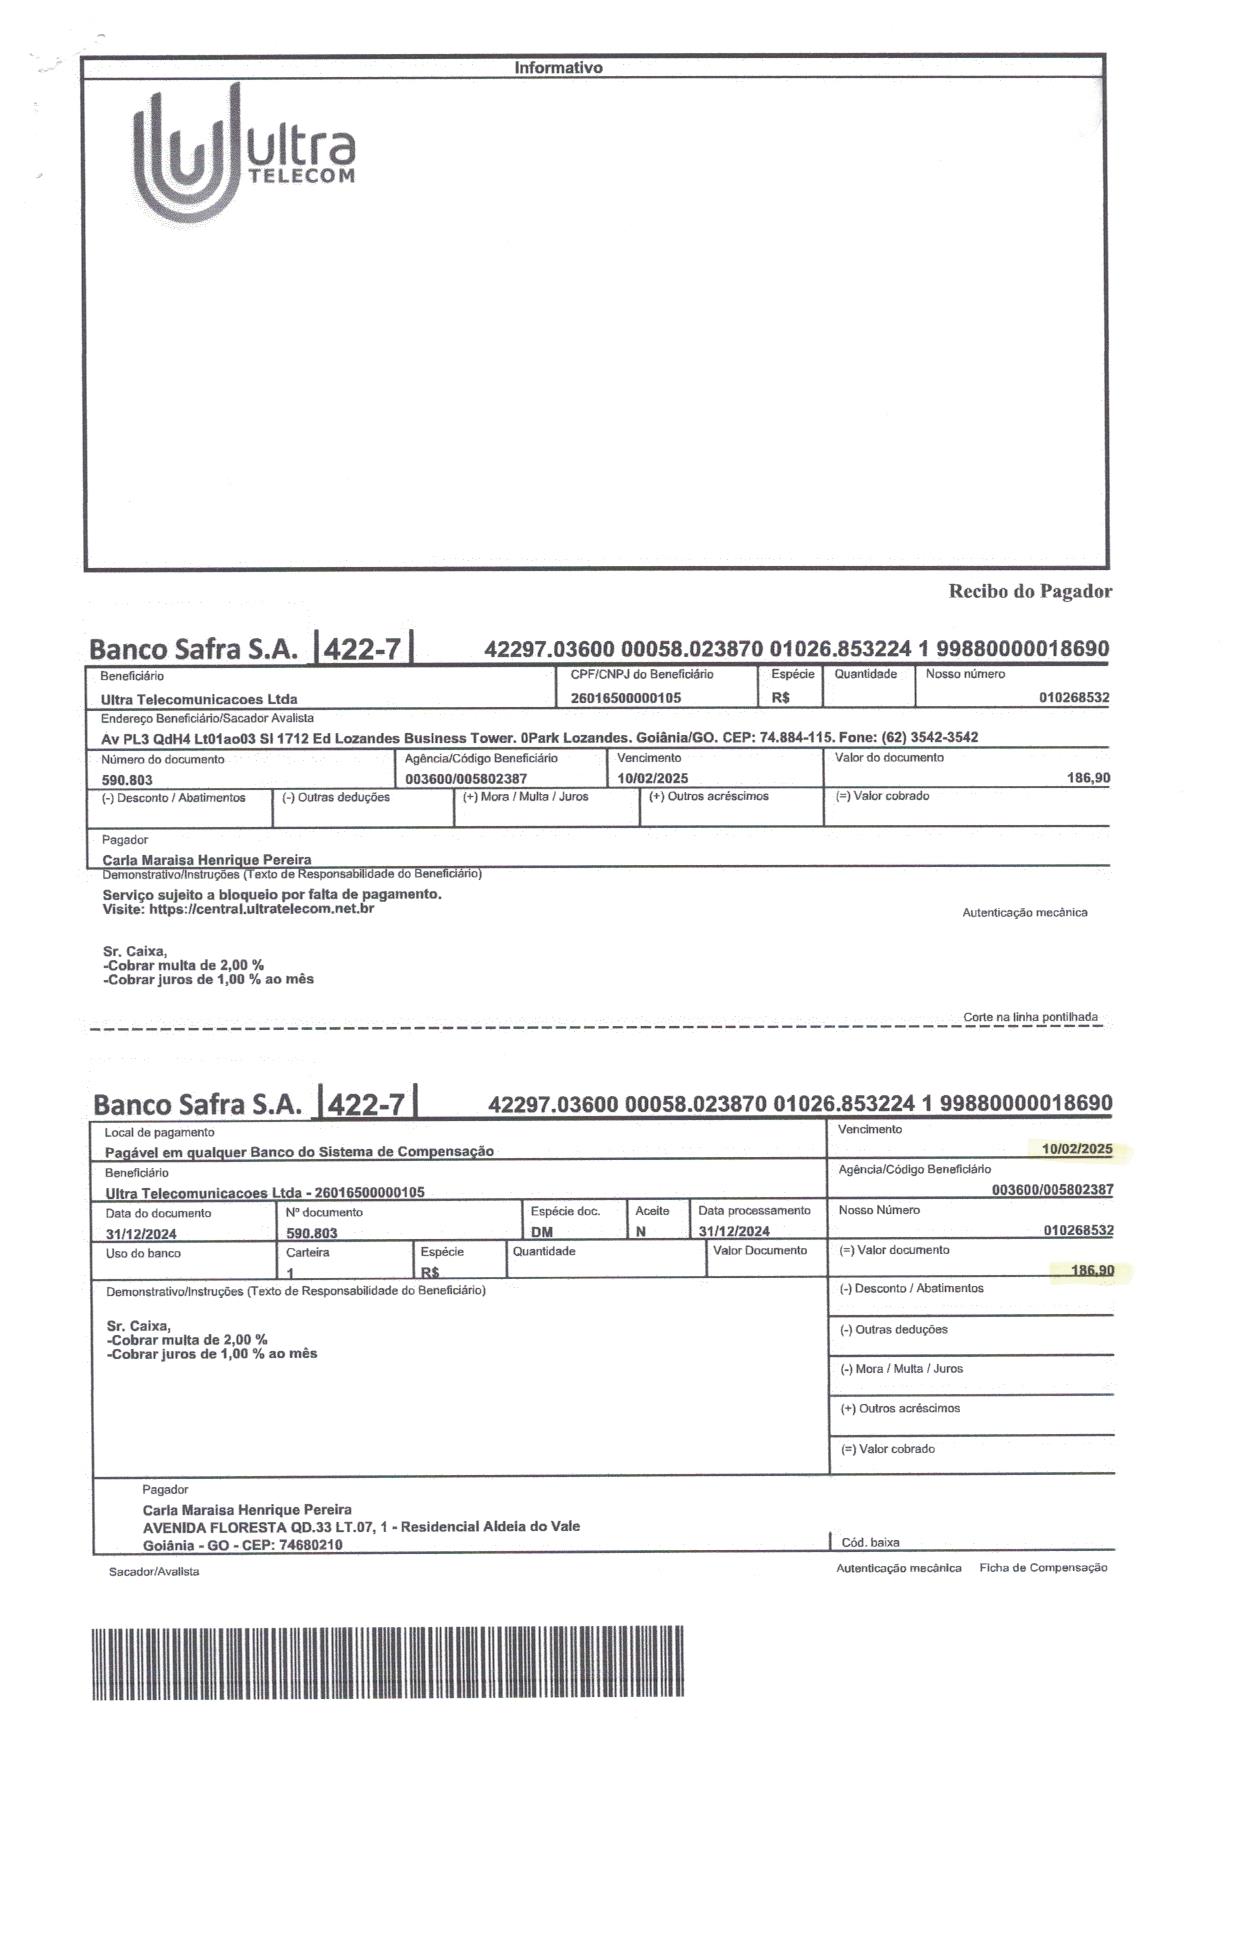 Informativo
ultra
TELECOM
Recibo do Pagador
Banco Safra S.A. |422-7| 42297.03600 00058.023870 01026.853224 1 99880000018690
Beneficiário CPF/CNPJ do Beneficiário Espécie Quantidade Nosso número
Ultra Telecomunicacoes Ltda 26016500000105 R$ 010268532
Endereço Beneficiário/Sacador Avalista
Av PL3 QdH4 Lt01ao03 Sl 1712 Ed Lozandes Business Tower. 0Park Lozandes. Goiânia/GO. CEP: 74.884-115. Fone: (62) 3542-3542
Número do documento Agência/Código Beneficiário Vencimento Valor do documento
590.803 003600/005802387 10/02/2025 186,90
(-) Desconto / Abatimentos (-) Outras deduções (+) Mora / Multa / Juros (+) Outros acréscimos (=) Valor cobrado
Pagador
Carla Maraisa Henrique Pereira
Demonstrativo/Instruções (Texto de Responsabilidade do Beneficiário)
Serviço sujeito a bloqueio por falta de pagamento.
Visite: https://central.ultratelecom.net.br
Autenticação mecânica
Sr. Caixa,
-Cobrar multa de 2,00 %
-Cobrar juros de 1,00 % ao mês
Corte na linha pontilhada
Banco Safra S.A. |422-7| 42297.03600 00058.023870 01026.853224 1 99880000018690
Local de pagamento Vencimento
Pagável em qualquer Banco do Sistema de Compensação 10/02/2025
Beneficiário Agência/Código Beneficiário
Ultra Telecomunicacoes Ltda - 26016500000105 003600/005802387
Data do documento Nº documento Espécie doc. Aceite Data processamento Nosso Número
31/12/2024 590.803 DM N 31/12/2024 010268532
Uso do banco Carteira Espécie Quantidade Valor Documento (=) Valor documento
1 R$ 186,90
Demonstrativo/Instruções (Texto de Responsabilidade do Beneficiário) (-) Desconto / Abatimentos
Sr. Caixa,
-Cobrar multa de 2,00 %
-Cobrar juros de 1,00 % ao mês
(-) Outras deduções
(-) Mora / Multa / Juros
(+) Outros acréscimos
(=) Valor cobrado
Pagador
Carla Maraisa Henrique Pereira
AVENIDA FLORESTA QD.33 LT.07, 1 - Residencial Aldeia do Vale
Goiânia - GO - CEP: 74680210 Cód. baixa
Sacador/Avalista Autenticação mecânica Ficha de Compensação